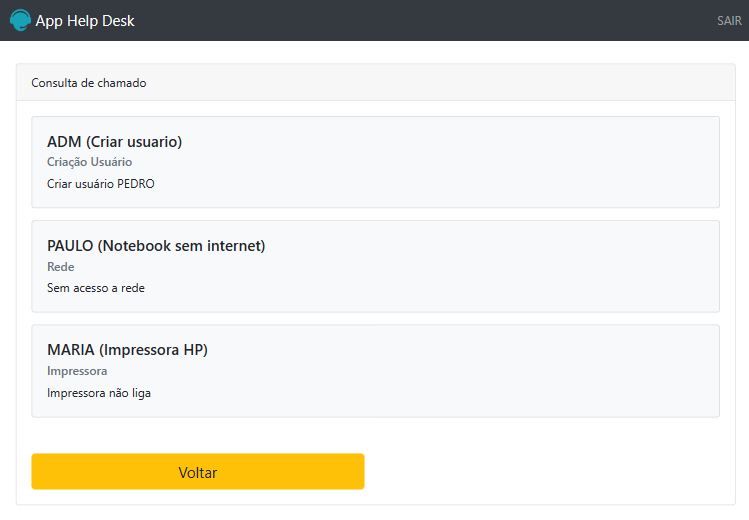 App Help Desk
SAIR
Consulta de chamado
ADM (Criar usuario)
Criação Usuário
Criar usuário PEDRO
PAULO (Notebook sem internet)
Rede
Sem acesso a rede
MARIA (Impressora HP)
Impressora
Impressora não liga
Voltar